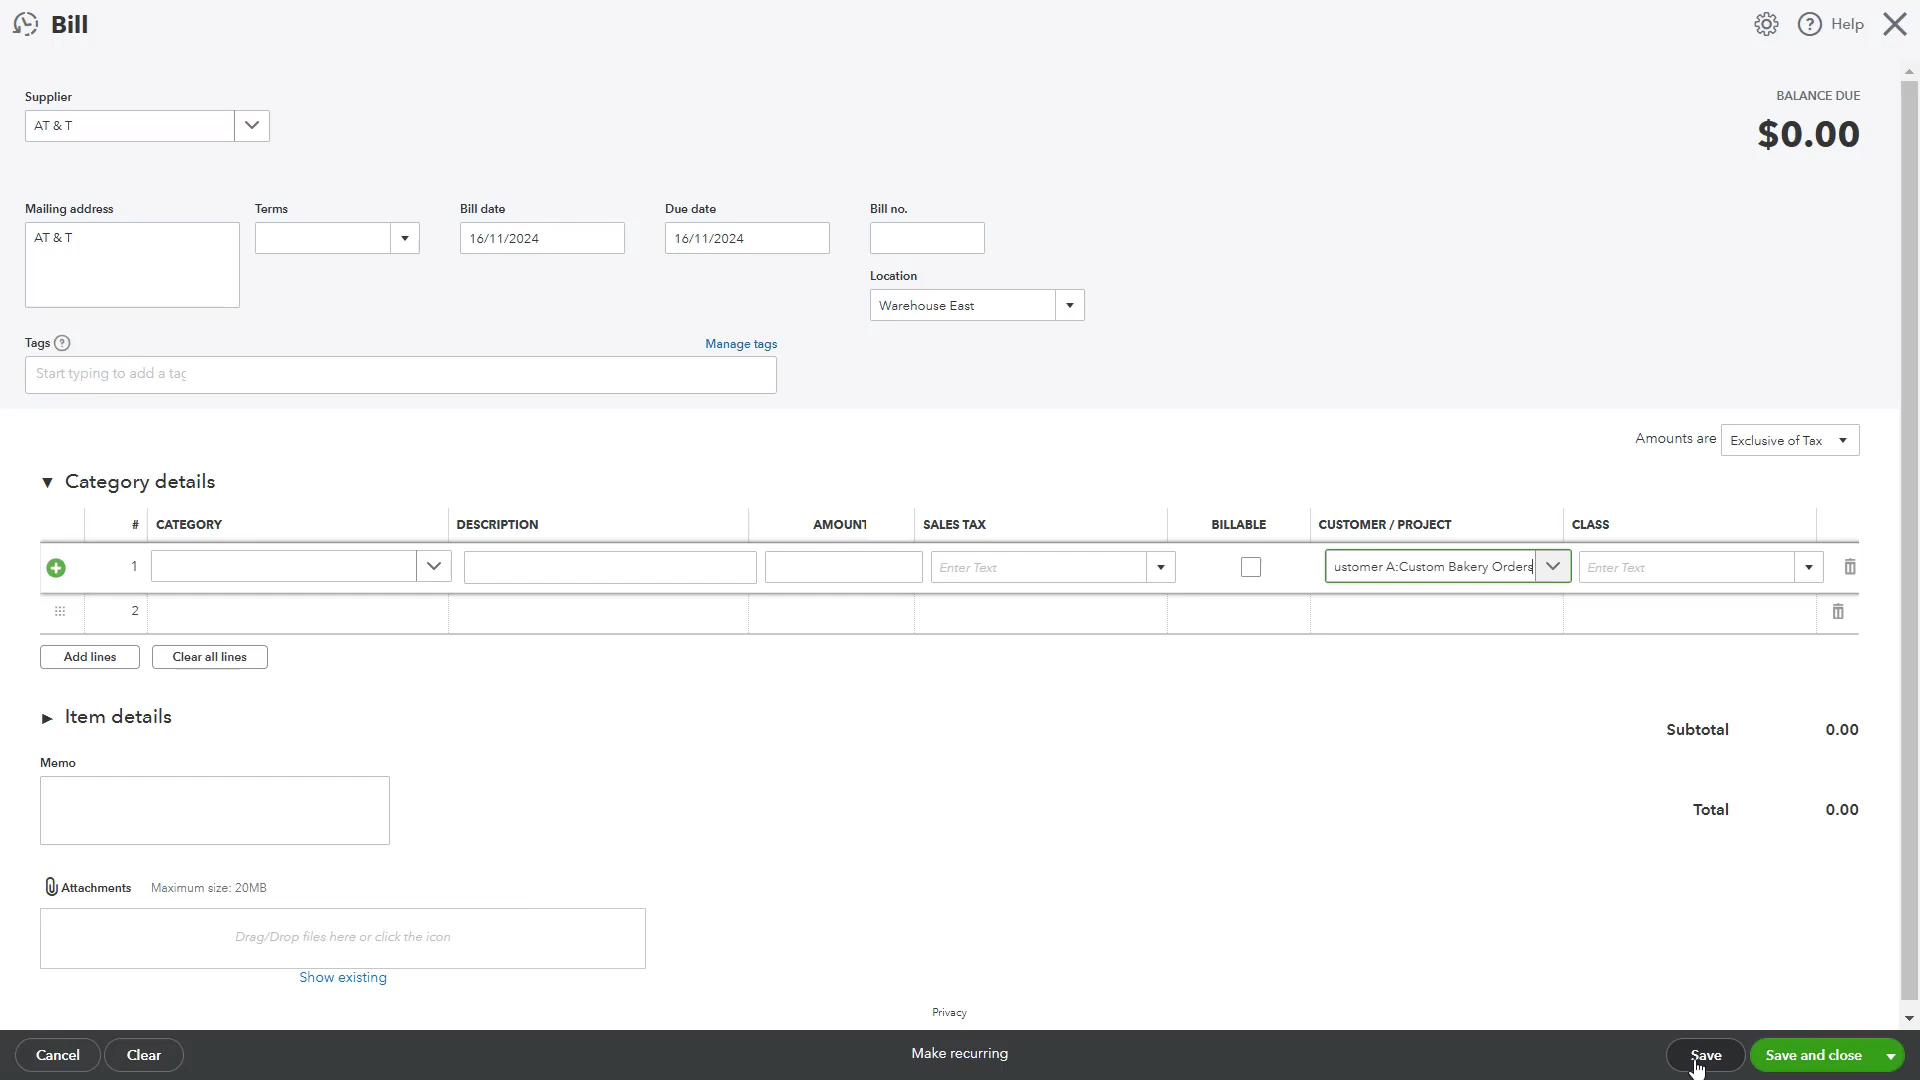 Bill
Help
Supplier
BALANCE DUE
AT & T
$0.00
Mailing address
Terms
Bill date
Due date
Bill no.
AT & T
16/11/2024
16/11/2024
Location
Warehouse East
Tags
Manage tags
Start typing to add a tag
Amounts are
Exclusive of Tax
Category details
# CATEGORY DESCRIPTION AMOUNT SALES TAX BILLABLE CUSTOMER / PROJECT CLASS
1 Enter Text ustomer A:Custom Bakery Orders Enter Text
2
Add lines
Clear all lines
Item details
Subtotal 0.00
Memo
Total 0.00
Attachments
Maximum size: 20MB
Drag/Drop files here or click the icon
Show existing
Privacy
Cancel
Clear
Make recurring
Save
Save and close